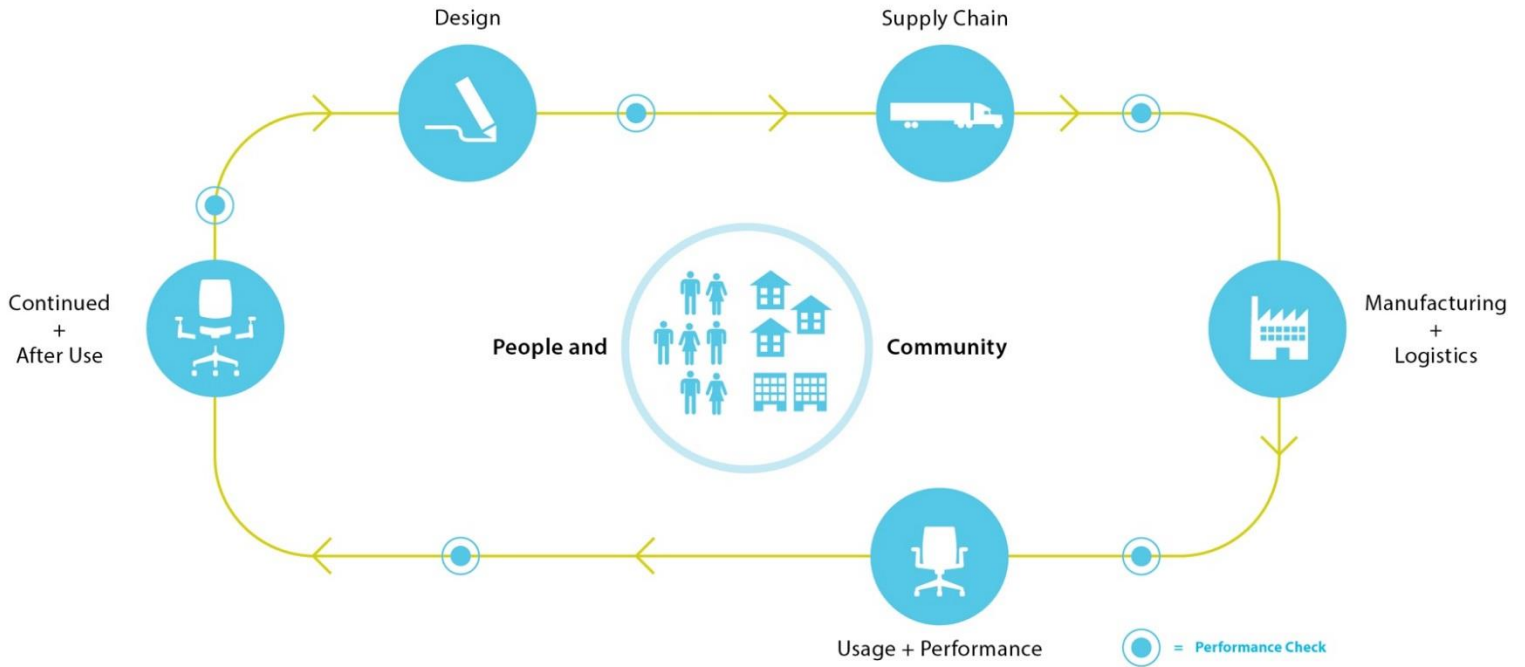 Design
Supply Chain
Continued
+
After Use
People and
Community
Manufacturing
+
Logistics
Usage + Performance
= Performance Check